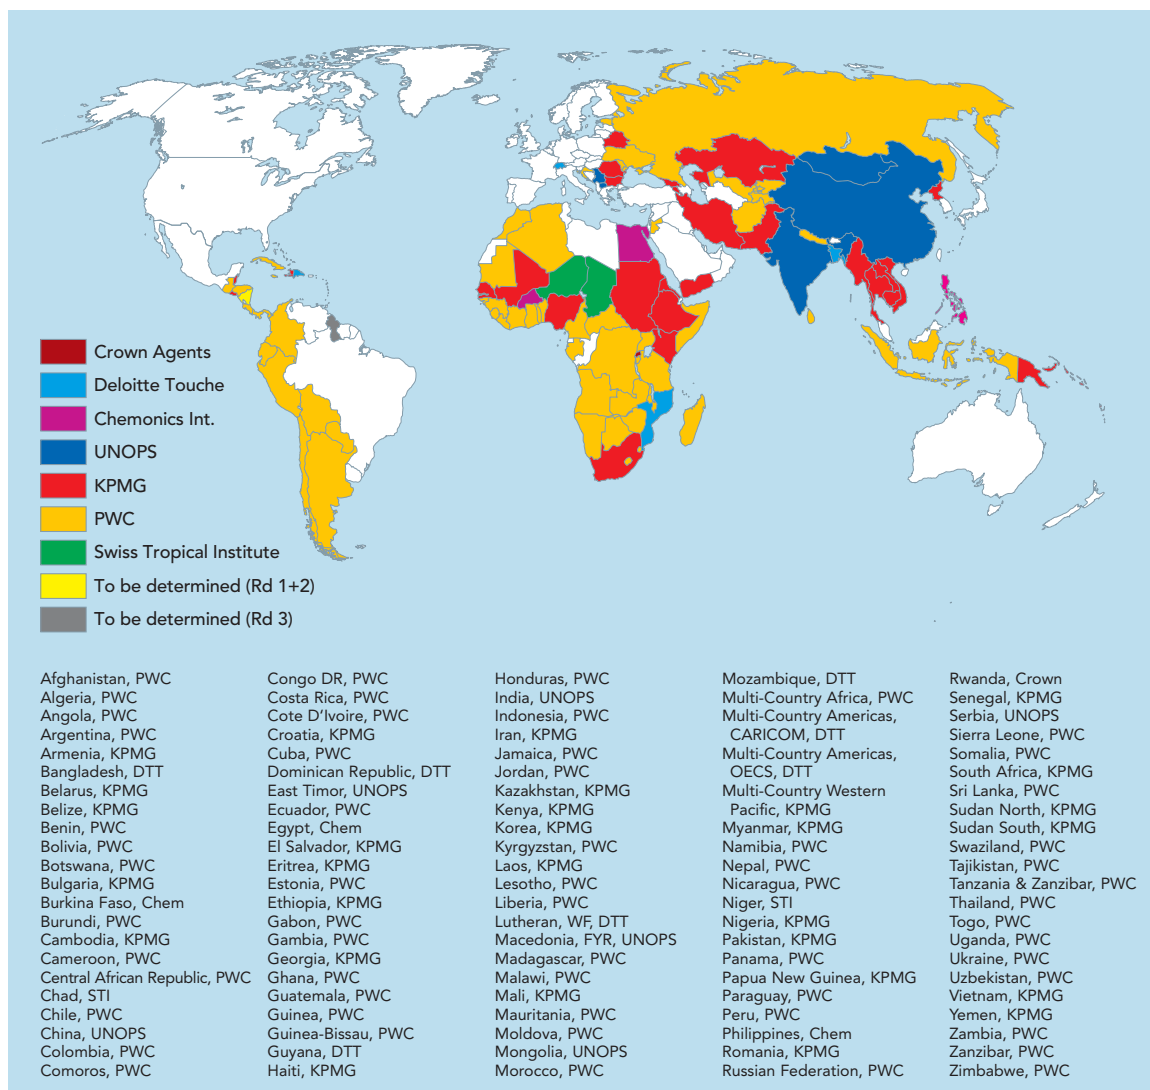 Crown Agents
Deloitte Touche
Chemonics Int.
UNOPS
KPMG
PWC
Swiss Tropical Institute
To be determined (Rd 1+2)
To be determined (Rd 3)
Afghanistan, PWC
Algeria, PWC
Angola, PWC
Argentina, PWC
Armenia, KPMG
Bangladesh, DTT
Belarus, KPMG
Belize, KPMG
Benin, PWC
Bolivia, PWC
Botswana, PWC
Bulgaria, KPMG
Burkina Faso, Chem
Burundi, PWC
Cambodia, KPMG
Cameroon, PWC
Central African Republic, PWC
Chad, STI
Chile, PWC
China, UNOPS
Colombia, PWC
Comoros, PWC
Congo DR, PWC
Costa Rica, PWC
Cote D'Ivoire, PWC
Croatia, KPMG
Cuba, PWC
Dominican Republic, DTT
East Timor, UNOPS
Ecuador, PWC
Egypt, Chem
El Salvador, KPMG
Eritrea, KPMG
Estonia, PWC
Ethiopia, KPMG
Gabon, PWC
Gambia, PWC
Georgia, KPMG
Ghana, PWC
Guatemala, PWC
Guinea, PWC
Guinea-Bissau, PWC
Guyana, DTT
Haiti, KPMG
Honduras, PWC
India, UNOPS
Indonesia, PWC
Iran, KPMG
Jamaica, PWC
Jordan, PWC
Kazakhstan, KPMG
Kenya, KPMG
Korea, KPMG
Kyrgyzstan, PWC
Laos, KPMG
Lesotho, PWC
Liberia, PWC
Lutheran, WF, DTT
Macedonia, FYR, UNOPS
Madagascar, PWC
Malawi, PWC
Mali, KPMG
Mauritania, PWC
Moldova, PWC
Mongolia, UNOPS
Morocco, PWC
Mozambique, DTT
Multi-Country Africa, PWC
Multi-Country Americas,
CARICOM, DTT
Multi-Country Americas,
OECS, DTT
Multi-Country Western
Pacific, KPMG
Myanmar, KPMG
Namibia, PWC
Nepal, PWC
Nicaragua, PWC
Niger, STI
Nigeria, KPMG
Pakistan, KPMG
Panama, PWC
Papua New Guinea, KPMG
Paraguay, PWC
Peru, PWC
Philippines, Chem
Romania, KPMG
Russian Federation, PWC
Rwanda, Crown
Senegal, KPMG
Serbia, UNOPS
Sierra Leone, PWC
Somalia, PWC
South Africa, KPMG
Sri Lanka, PWC
Sudan North, KPMG
Sudan South, KPMG
Swaziland, PWC
Tajikistan, PWC
Tanzania & Zanzibar, PWC
Thailand, PWC
Togo, PWC
Uganda, PWC
Ukraine, PWC
Uzbekistan, PWC
Vietnam, KPMG
Yemen, KPMG
Zambia, PWC
Zanzibar, PWC
Zimbabwe, PWC